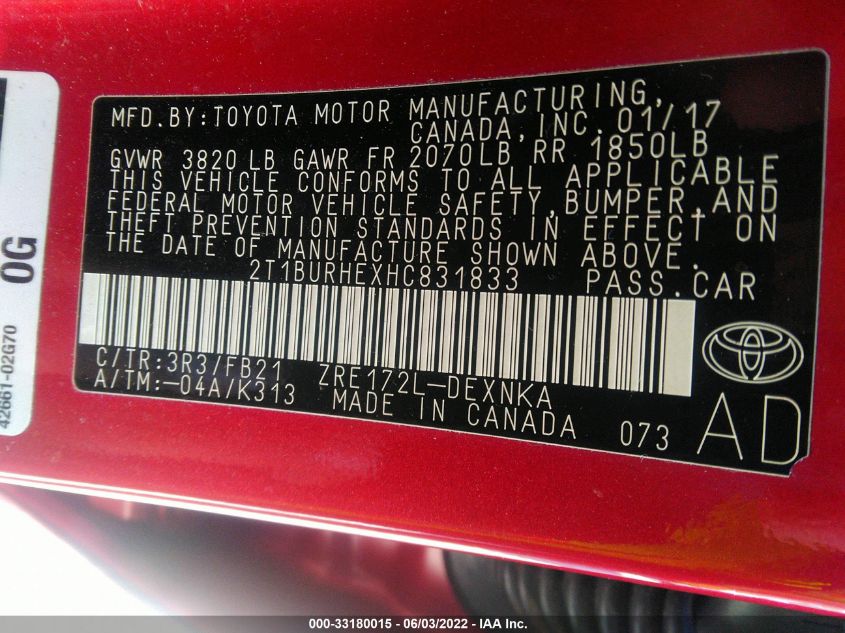 MFD.BY:TOYOTA MOTOR MANUFACTURING,
CANADA,INC.01/17
GVWR 3820 LB GAWR FR 2070LB RR 1850LB
THIS VEHICLE CONFORMS TO ALL APPLICABLE
FEDERAL MOTOR VEHICLE SAFETY,BUMPER,AND
THEFT PREVENTION STANDARDS IN EFFECT ON
THE DATE OF MANUFACTURE SHOWN ABOVE.
2T1BURHEXHC831833 PASS.CAR
C/TR:3R3/FB21 ZRE172L-DEXNKA
A/TM:-04A/K313 MADE IN CANADA 073
AD
0G
42661-02G70
000-33180015 - 06/03/2022 - IAA Inc.